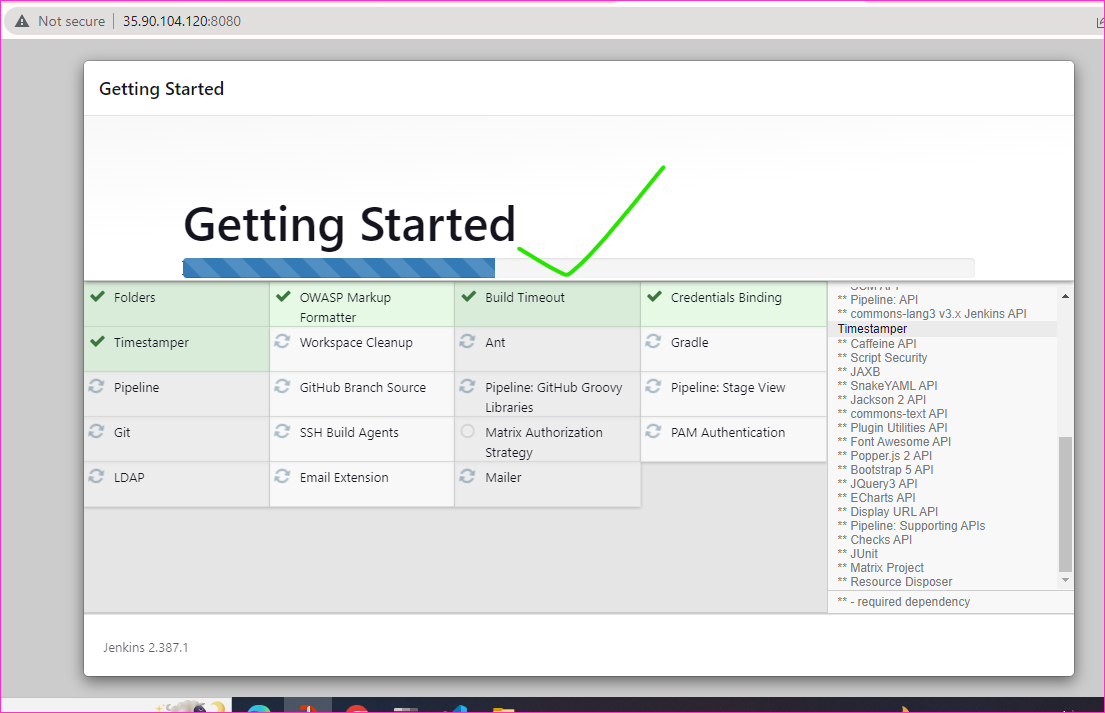 Not secure | 35.90.104.120:8080
Getting Started
Getting Started
Folders
OWASP Markup
Formatter
Build Timeout
Credentials Binding
Timestamper
Workspace Cleanup
Ant
Gradle
Pipeline
GitHub Branch Source
Pipeline: GitHub Groovy
Libraries
Pipeline: Stage View
Git
SSH Build Agents
Matrix Authorization
Strategy
PAM Authentication
LDAP
Email Extension
Mailer
** Pipeline: API
** commons-lang3 v3.x Jenkins API
Timestamper
** Caffeine API
** Script Security
** JAXB
** SnakeYAML API
** Jackson 2 API
** commons-text API
** Plugin Utilities API
** Font Awesome API
** Popper.js 2 API
** Bootstrap 5 API
** JQuery3 API
** ECharts API
** Display URL API
** Pipeline: Supporting APIs
** Checks API
** JUnit
** Matrix Project
** Resource Disposer
** - required dependency
Jenkins 2.387.1